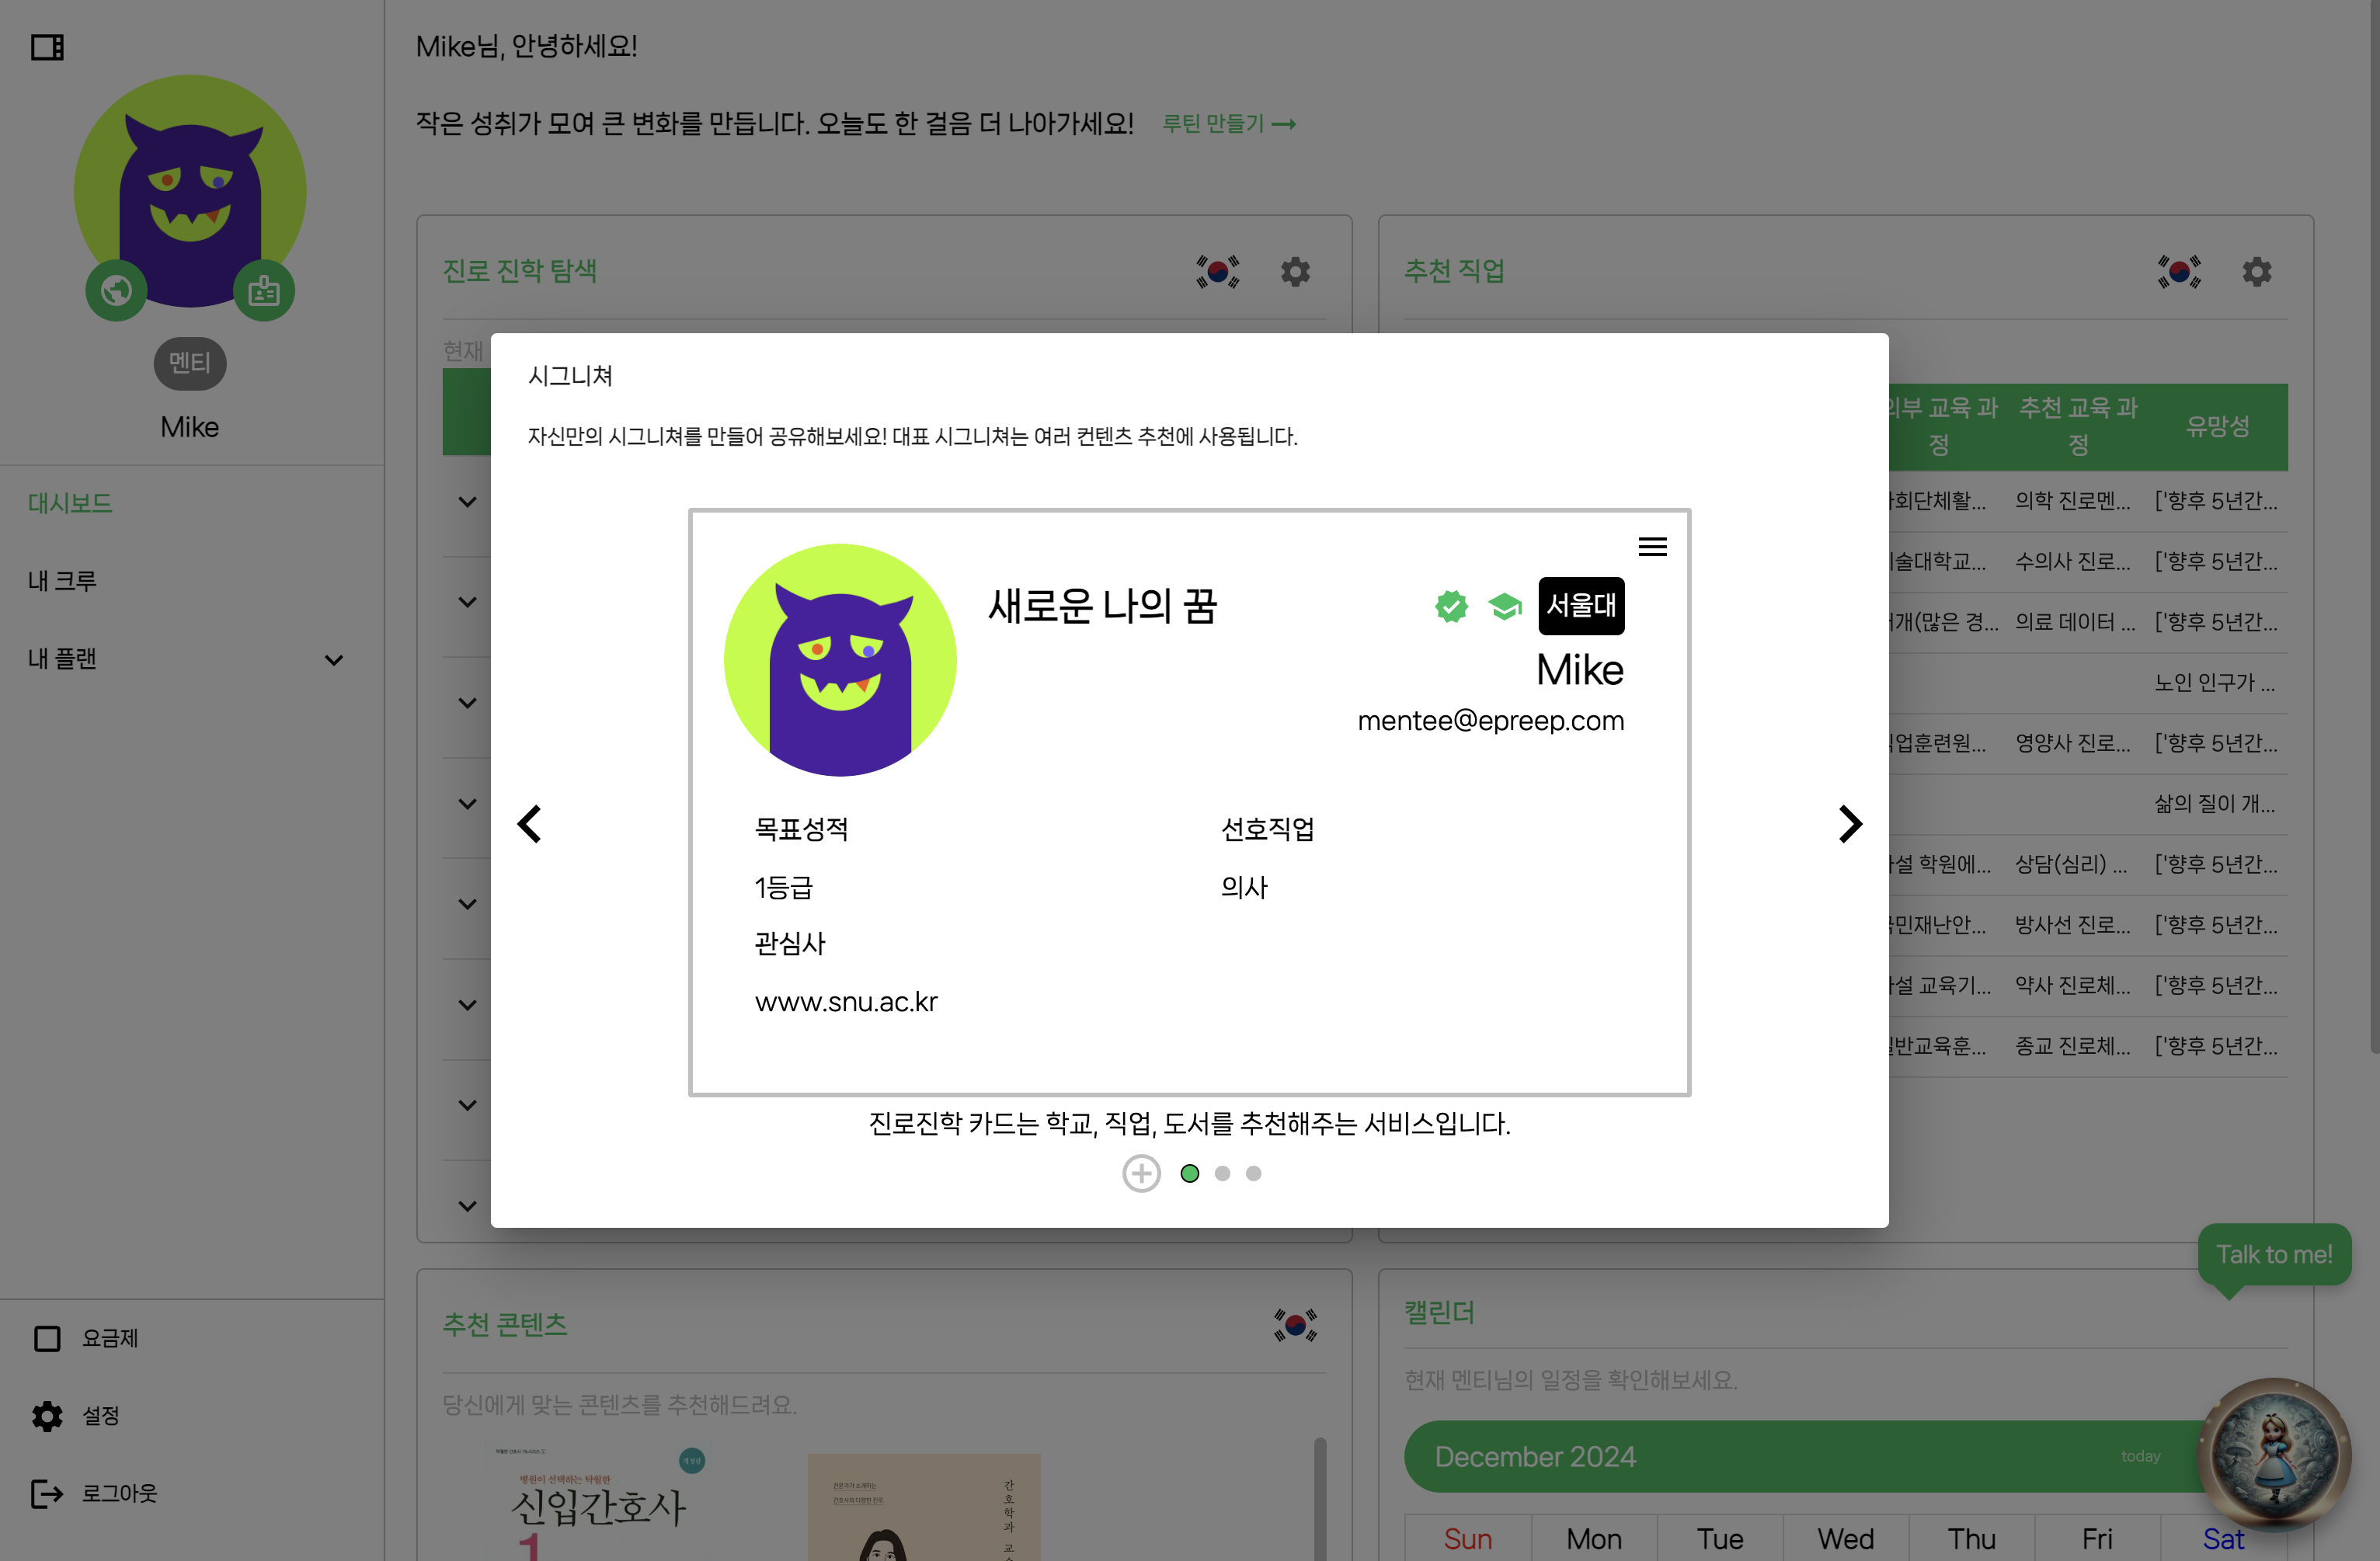 Mike님, 안녕하세요!
작은 성취가 모여 큰 변화를 만듭니다. 오늘도 한 걸음 더 나아가세요! 루틴 만들기
멘티
Mike
대시보드
내 크루
내 플랜
요금제
설정
로그아웃
진로 진학 탐색
현재
추천 직업
외부 교육 과정
추천 교육 과정
유망성
회단체활... 의학 진로멘... ['향후 5년간...
술대학교... 수의사 진로... ['향후 5년간...
개(많은 경... 의료 데이터 ... ['향후 5년간...
노인 인구가 ...
업훈련원... 영양사 진로... ['향후 5년간...
삶의 질이 개...
설 학원에... 상담(심리) ... ['향후 5년간...
민재난안... 방사선 진로... ['향후 5년간...
설 교육기... 약사 진로체... ['향후 5년간...
반교육훈... 종교 진로체... ['향후 5년간...
시그니쳐
자신만의 시그니쳐를 만들어 공유해보세요! 대표 시그니쳐는 여러 컨텐츠 추천에 사용됩니다.
새로운 나의 꿈
서울대
Mike
mentee@epreep.com
목표성적
1등급
선호직업
의사
관심사
www.snu.ac.kr
진로진학 카드는 학교, 직업, 도서를 추천해주는 서비스입니다.
추천 콘텐츠
당신에게 맞는 콘텐츠를 추천해드려요.
병원이 선택하는 탁월한
신입간호사
1
간호학과 교
캘린더
현재 멘티님의 일정을 확인해보세요.
December 2024
today
Sun Mon Tue Wed Thu Fri Sat
Talk to me!